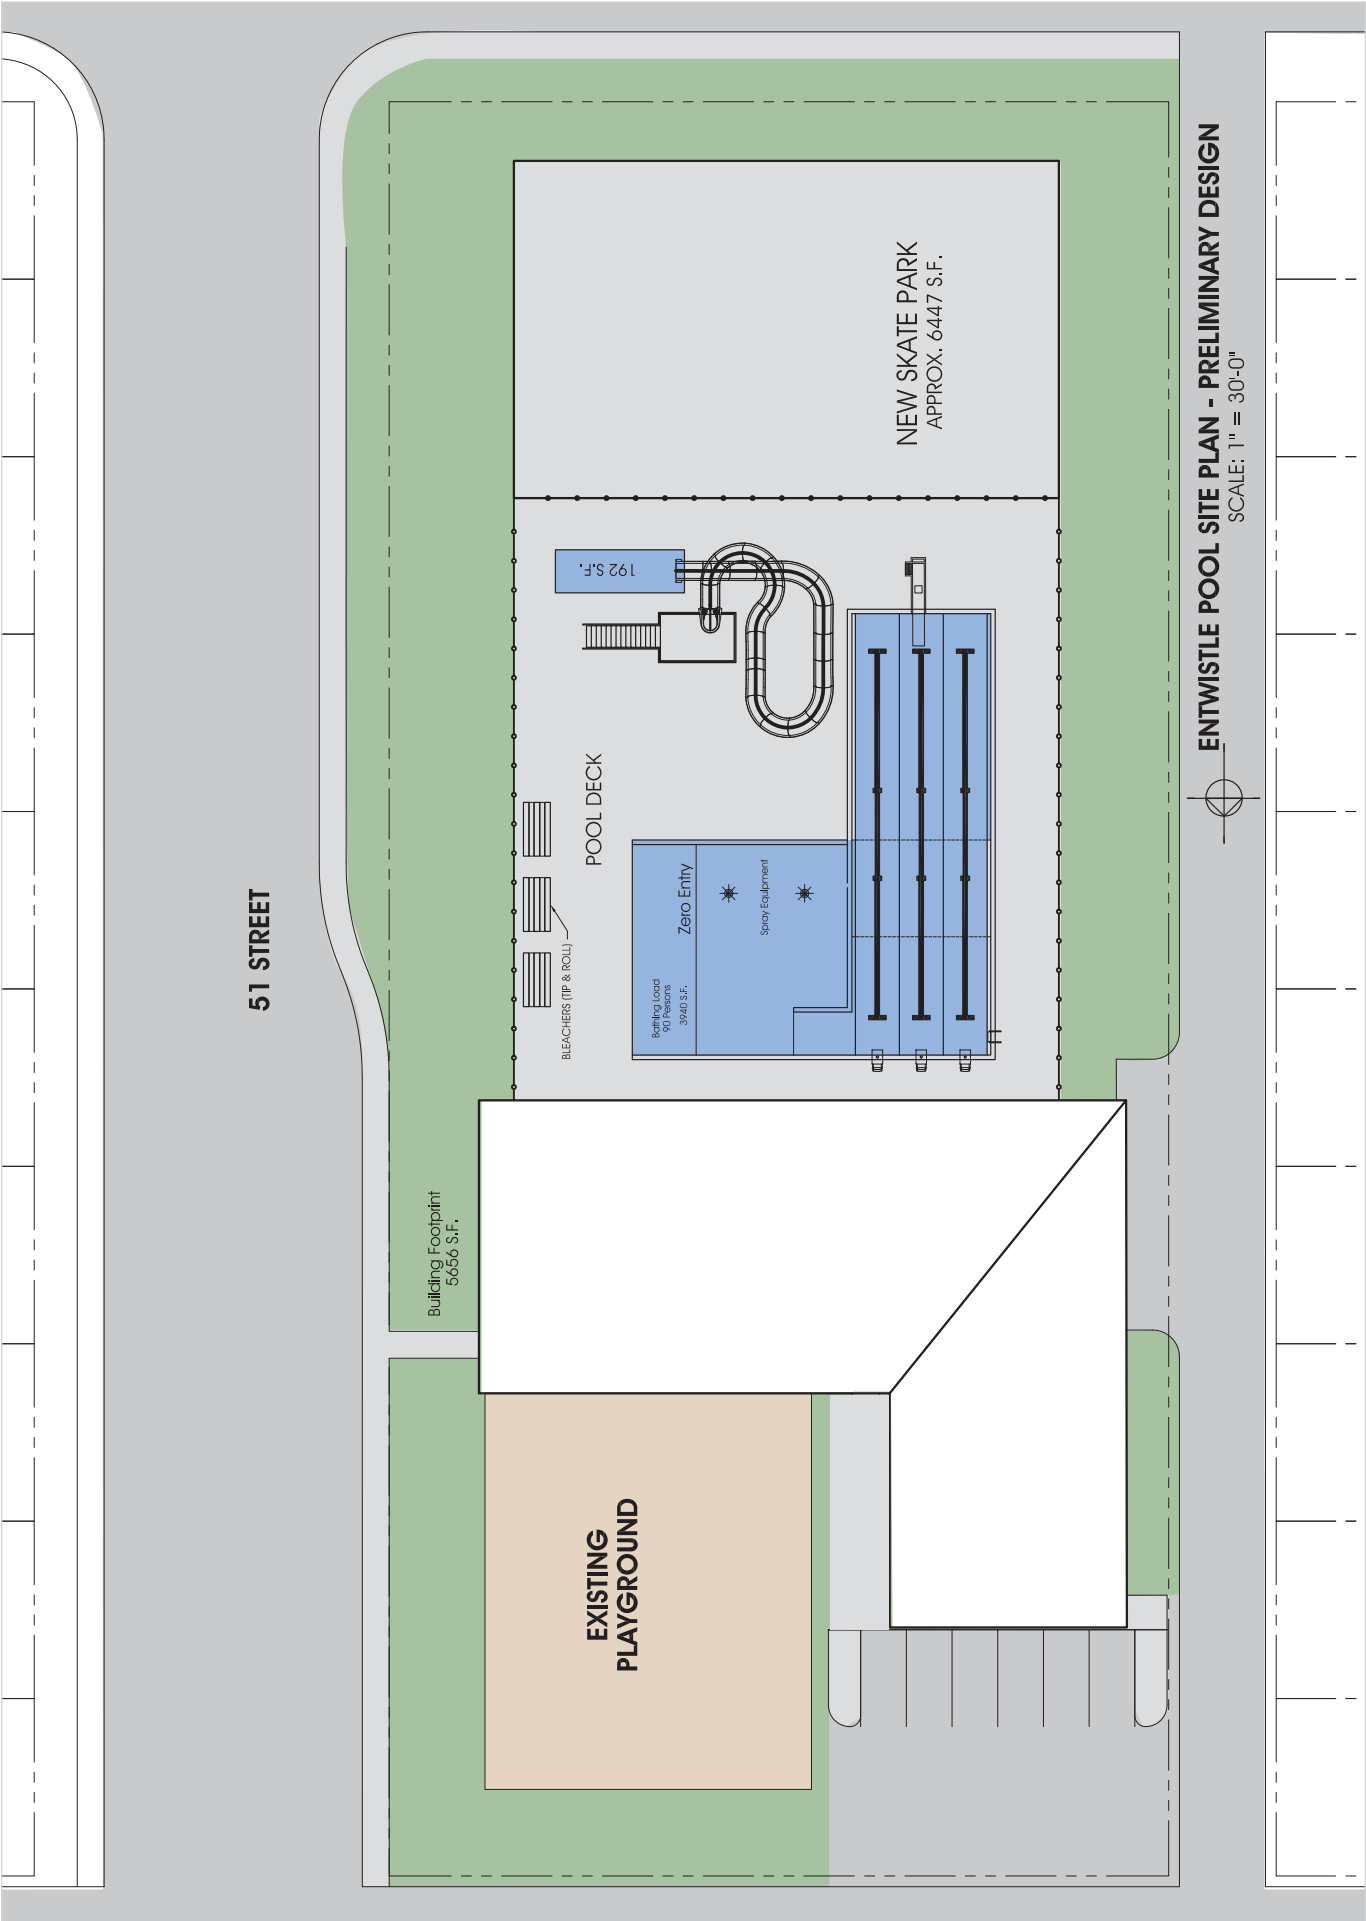 51 STREET
NEW SKATE PARK
APPROX. 6447 S.F.
192 S.F.
POOL DECK
BLEACHERS (TIP & ROLL)
Zero Entry
Spray Equipment
Bathing Load
90 Persons
3940 S.F.
Building Footprint
5656 S.F.
EXISTING
PLAYGROUND
ENTWISTLE POOL SITE PLAN - PRELIMINARY DESIGN
SCALE: 1" = 30'-0"